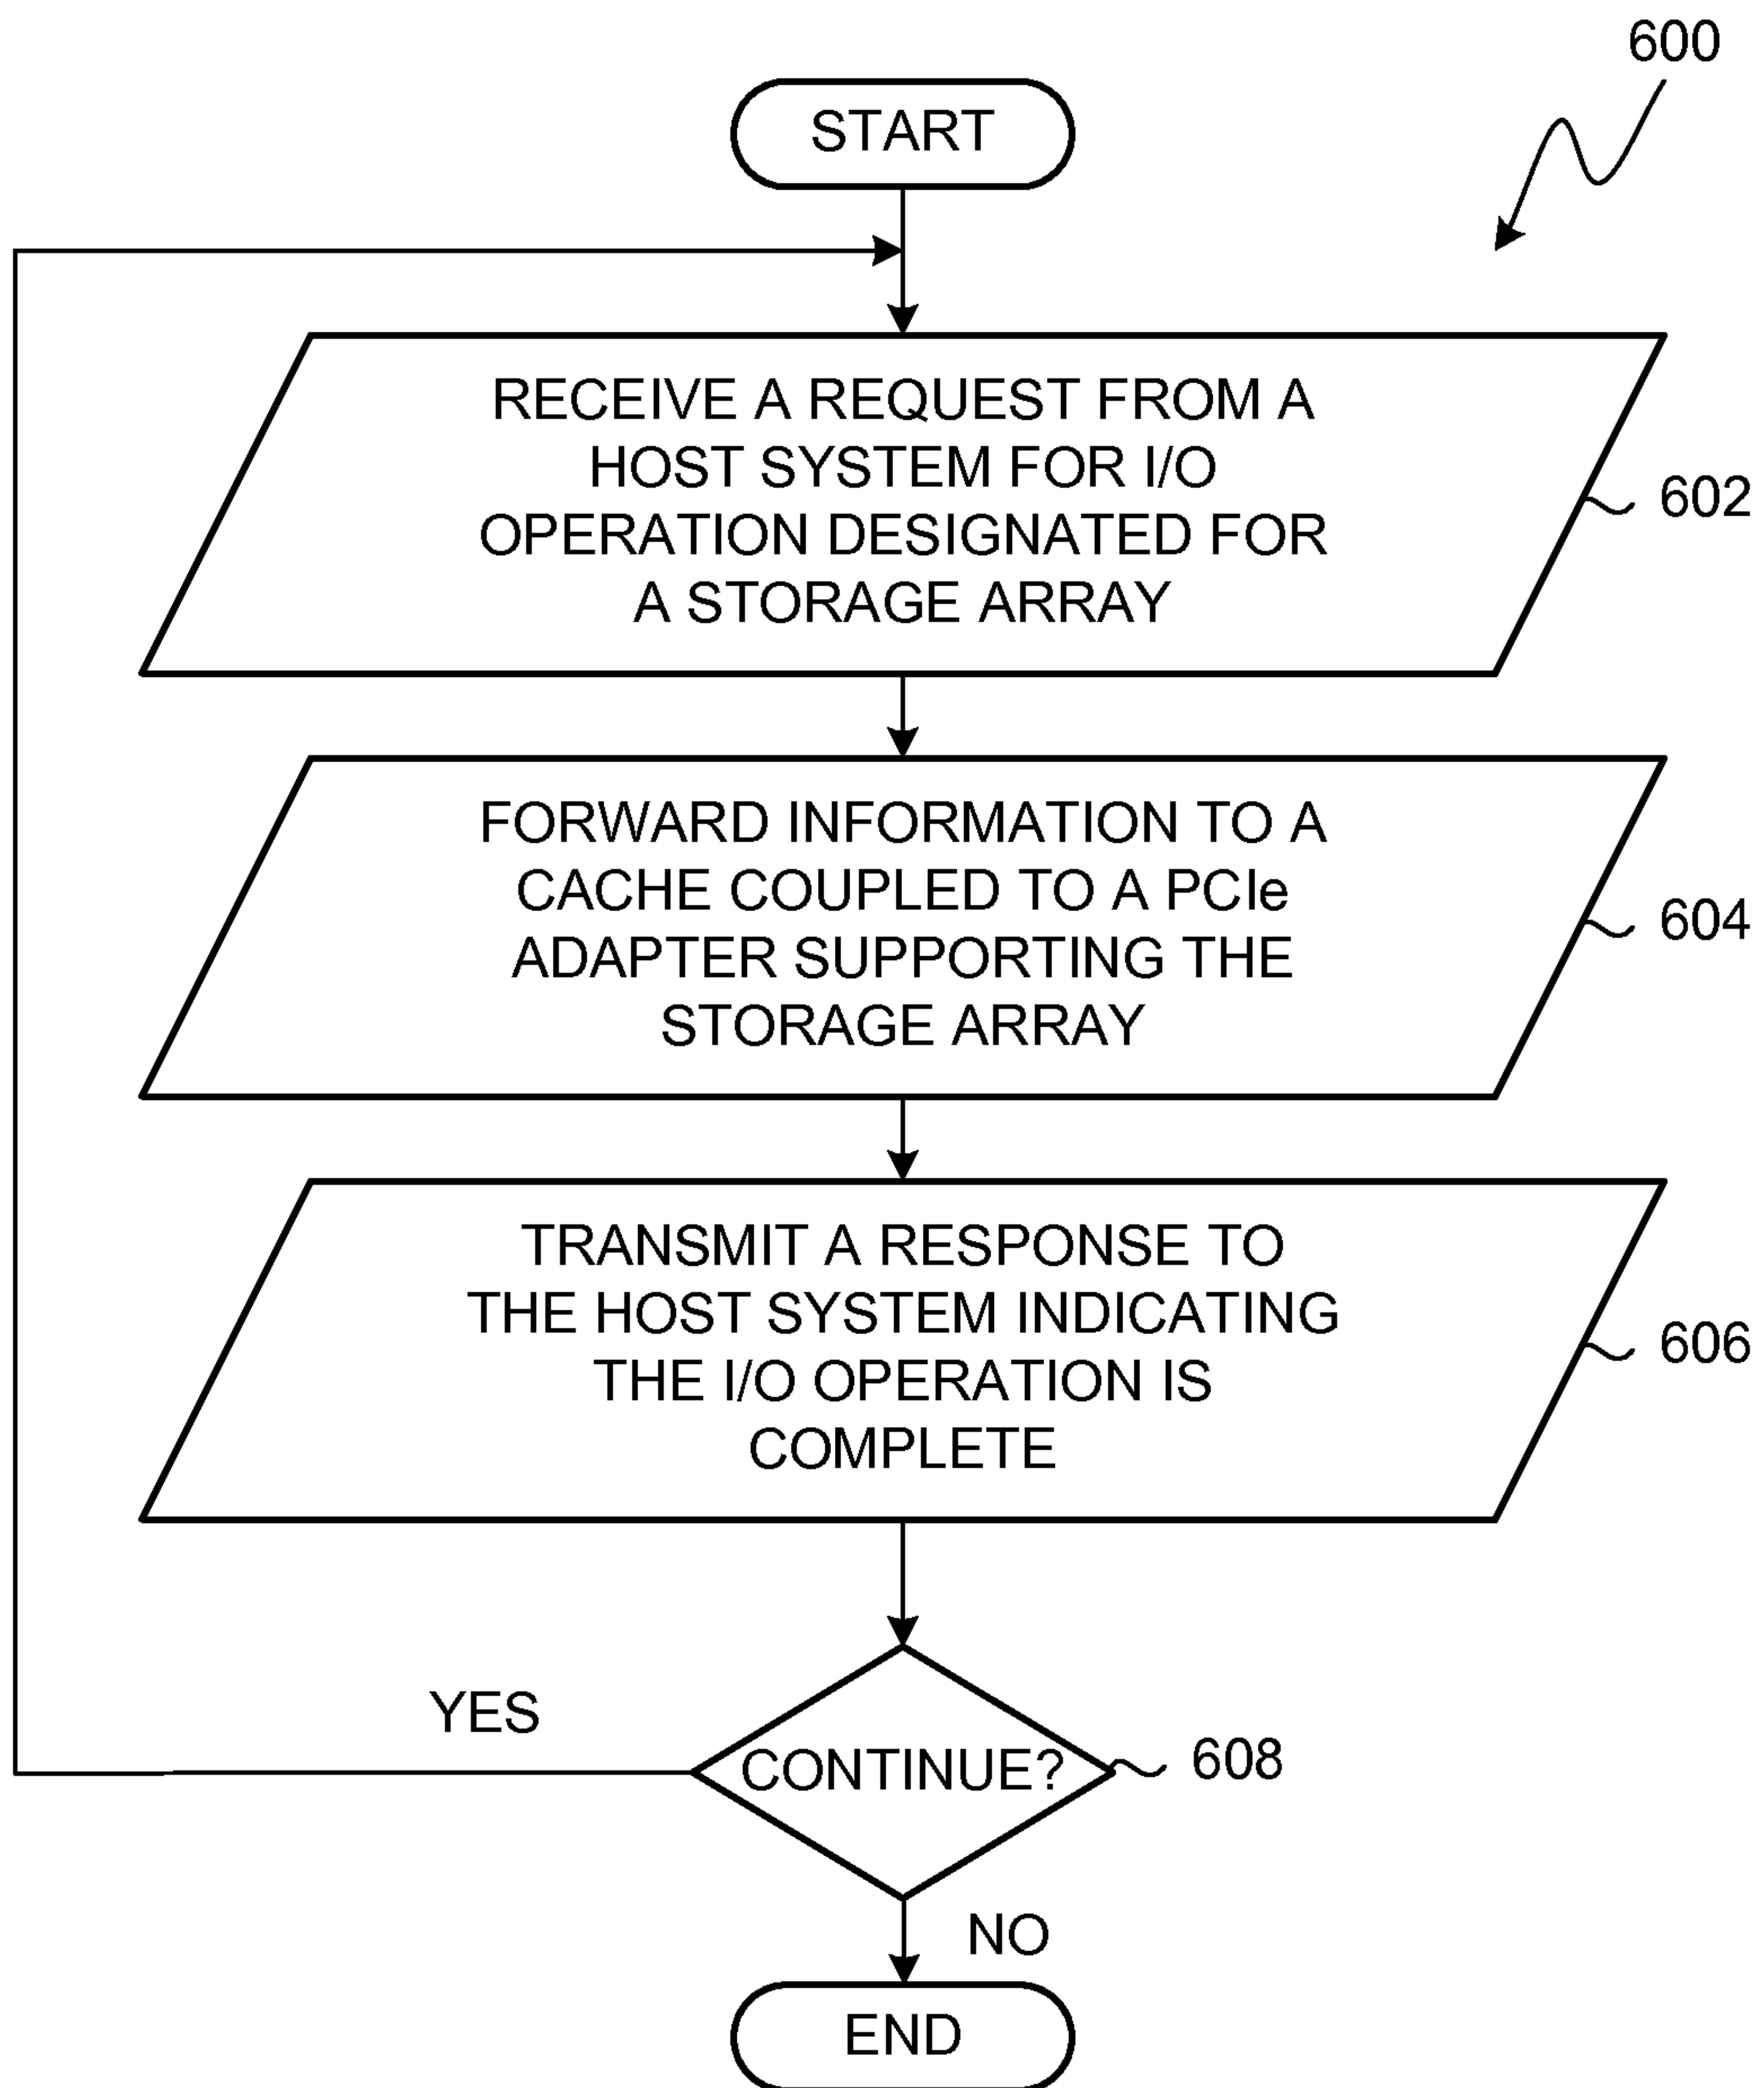 600
START
RECEIVE A REQUEST FROM A
HOST SYSTEM FOR I/O
OPERATION DESIGNATED FOR
A STORAGE ARRAY
602
FORWARD INFORMATION TO A
CACHE COUPLED TO A PCIe
ADAPTER SUPPORTING THE
STORAGE ARRAY
604
TRANSMIT A RESPONSE TO
THE HOST SYSTEM INDICATING
THE I/O OPERATION IS
COMPLETE
606
YES
CONTINUE?
608
NO
END